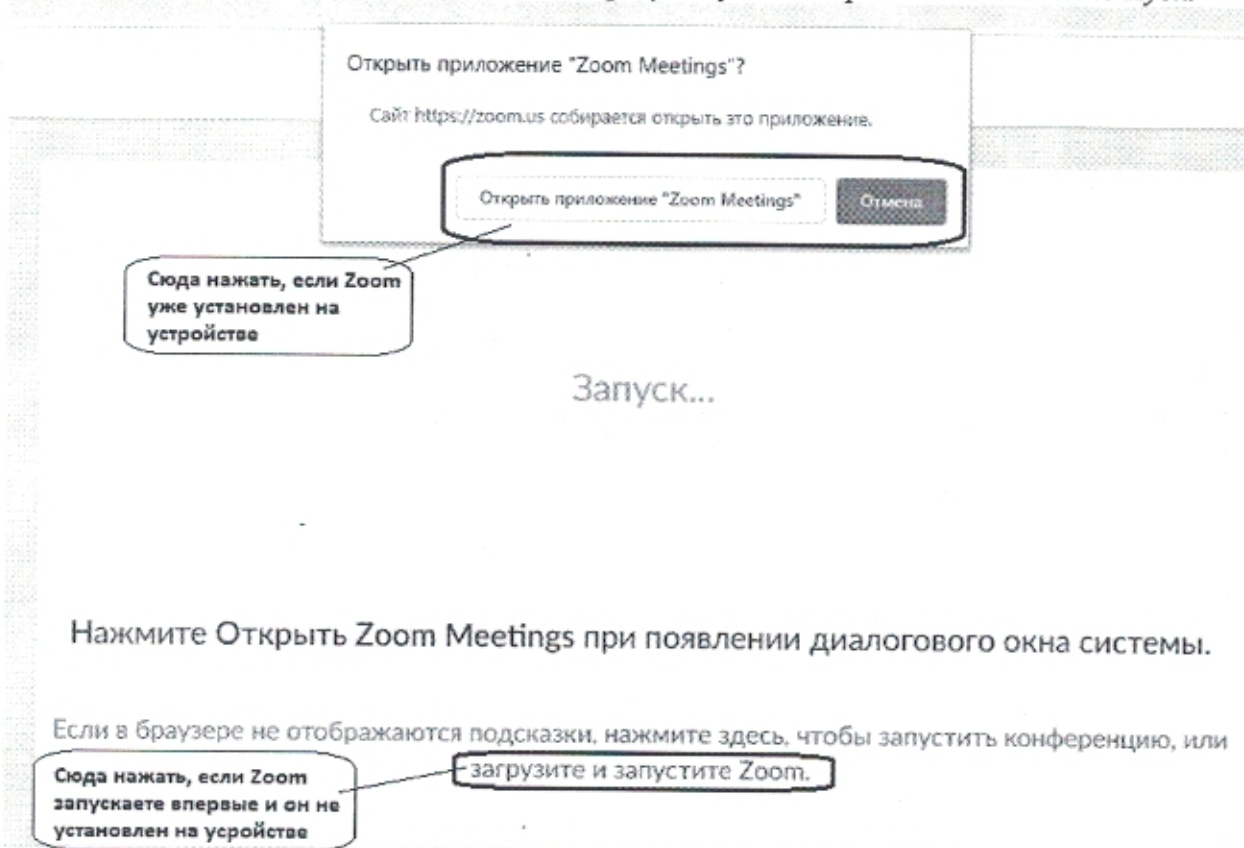 Открыть приложение "Zoom Meetings"?
Сайт https://zoom.us собирается открыть это приложение.
Открыть приложение "Zoom Meetings"
Отмена
Сюда нажать, если Zoom
уже установлен на
устройстве
Запуск...
Нажмите Открыть Zoom Meetings при появлении диалогового окна системы.
Если в браузере не отображаются подсказки, нажмите здесь, чтобы запустить конференцию, или
загрузите и запустите Zoom.
Сюда нажать, если Zoom
запускаете впервые и он не
установлен на усройстве